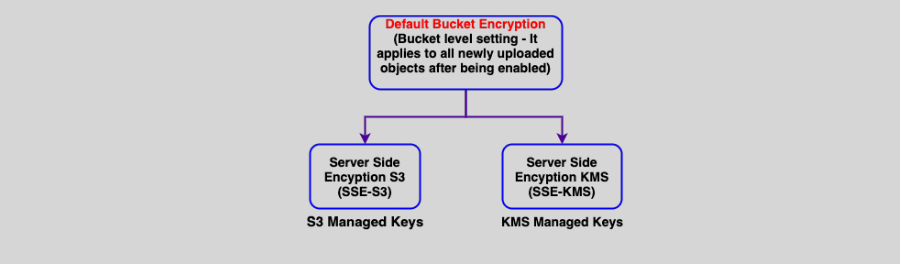 Default Bucket Encryption
(Bucket level setting - It
applies to all newly uploaded
objects after being enabled)
Server Side
Encyption S3
(SSE-S3)
S3 Managed Keys
Server Side
Encyption KMS
(SSE-KMS)
KMS Managed Keys